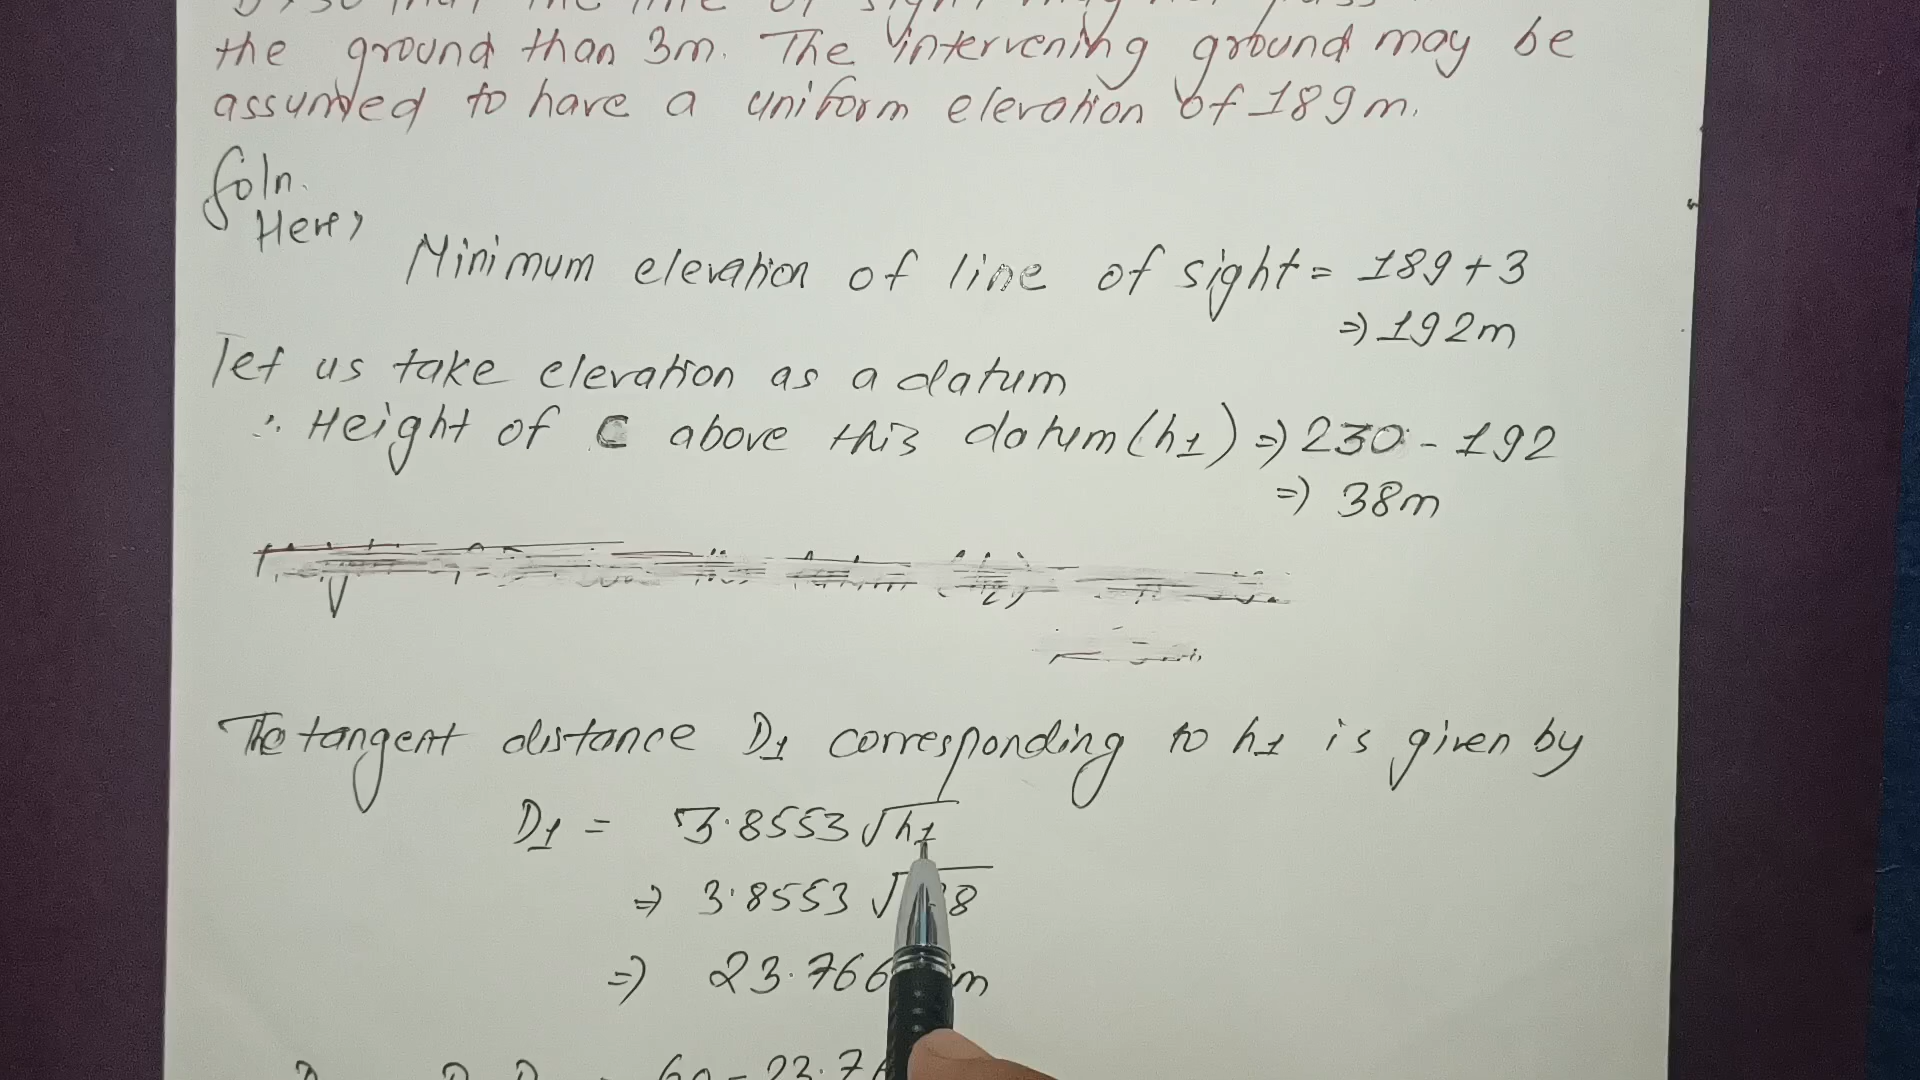 the ground than 3m. The intervening ground may be
assumed to have a uniform elevation of 189m.
Soln.
Here,
Minimum elevation of line of sight = 189 + 3
⇒ 192m
let us take elevation as a datum
∴ Height of C above this datum (h1) ⇒ 230 - 192
⇒ 38m
The tangent distance D1 corresponding to h1 is given by
D1 = 3.8553 √h1
⇒ 3.8553 √38
⇒ 23.766 m
60 - 23.76